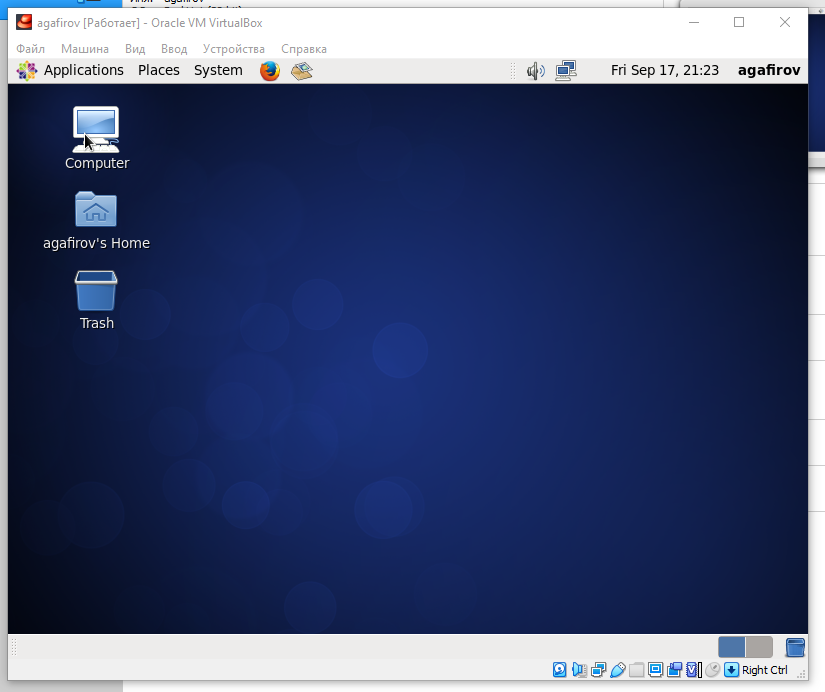 agafirov [Работает] - Oracle VM VirtualBox
Файл Машина Вид Ввод Устройства Справка
Applications Places System Fri Sep 17, 21:23 agafirov
Computer
agafirov's Home
Trash
Right Ctrl